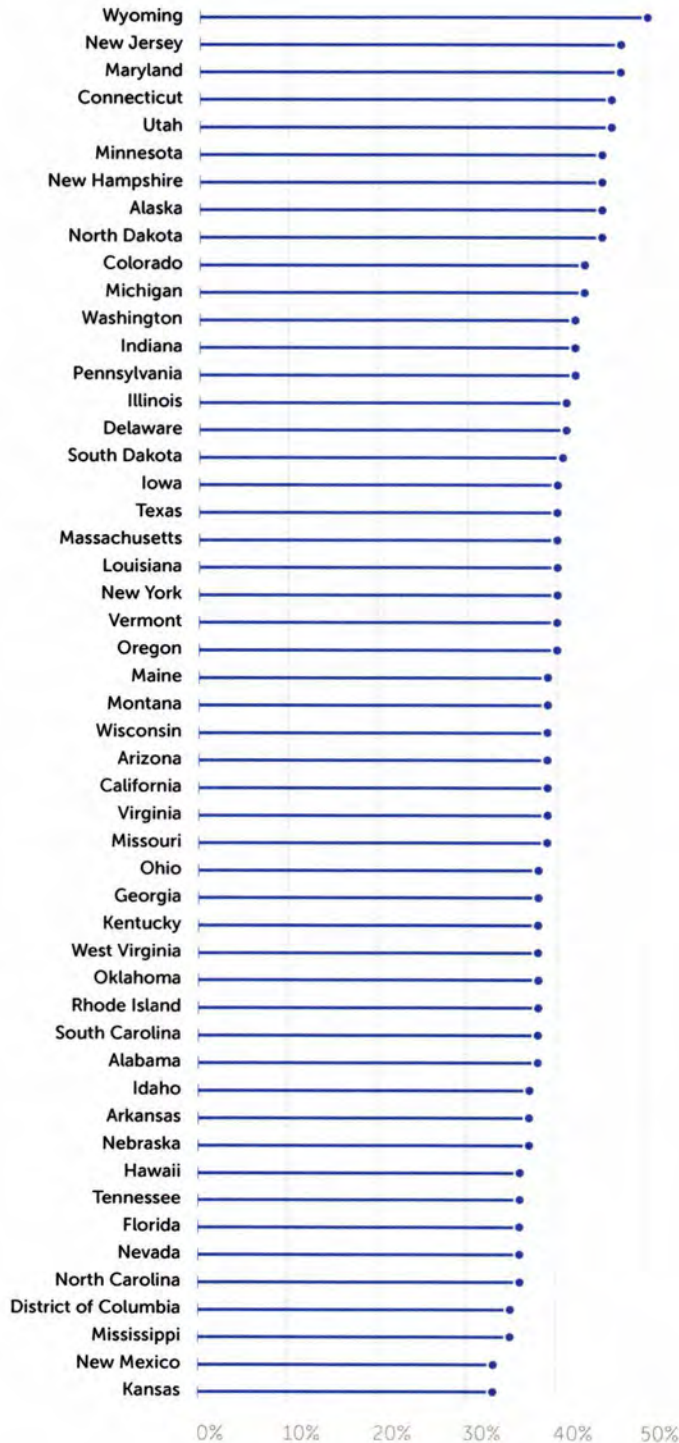 Wyoming
New Jersey
Maryland
Connecticut
Utah
Minnesota
New Hampshire
Alaska
North Dakota
Colorado
Michigan
Washington
Indiana
Pennsylvania
Illinois
Delaware
South Dakota
Iowa
Texas
Massachusetts
Louisiana
New York
Vermont
Oregon
Maine
Montana
Wisconsin
Arizona
California
Virginia
Missouri
Ohio
Georgia
Kentucky
West Virginia
Oklahoma
Rhode Island
South Carolina
Alabama
Idaho
Arkansas
Nebraska
Hawaii
Tennessee
Florida
Nevada
North Carolina
District of Columbia
Mississippi
New Mexico
Kansas
0% 10% 20% 30% 40% 50%